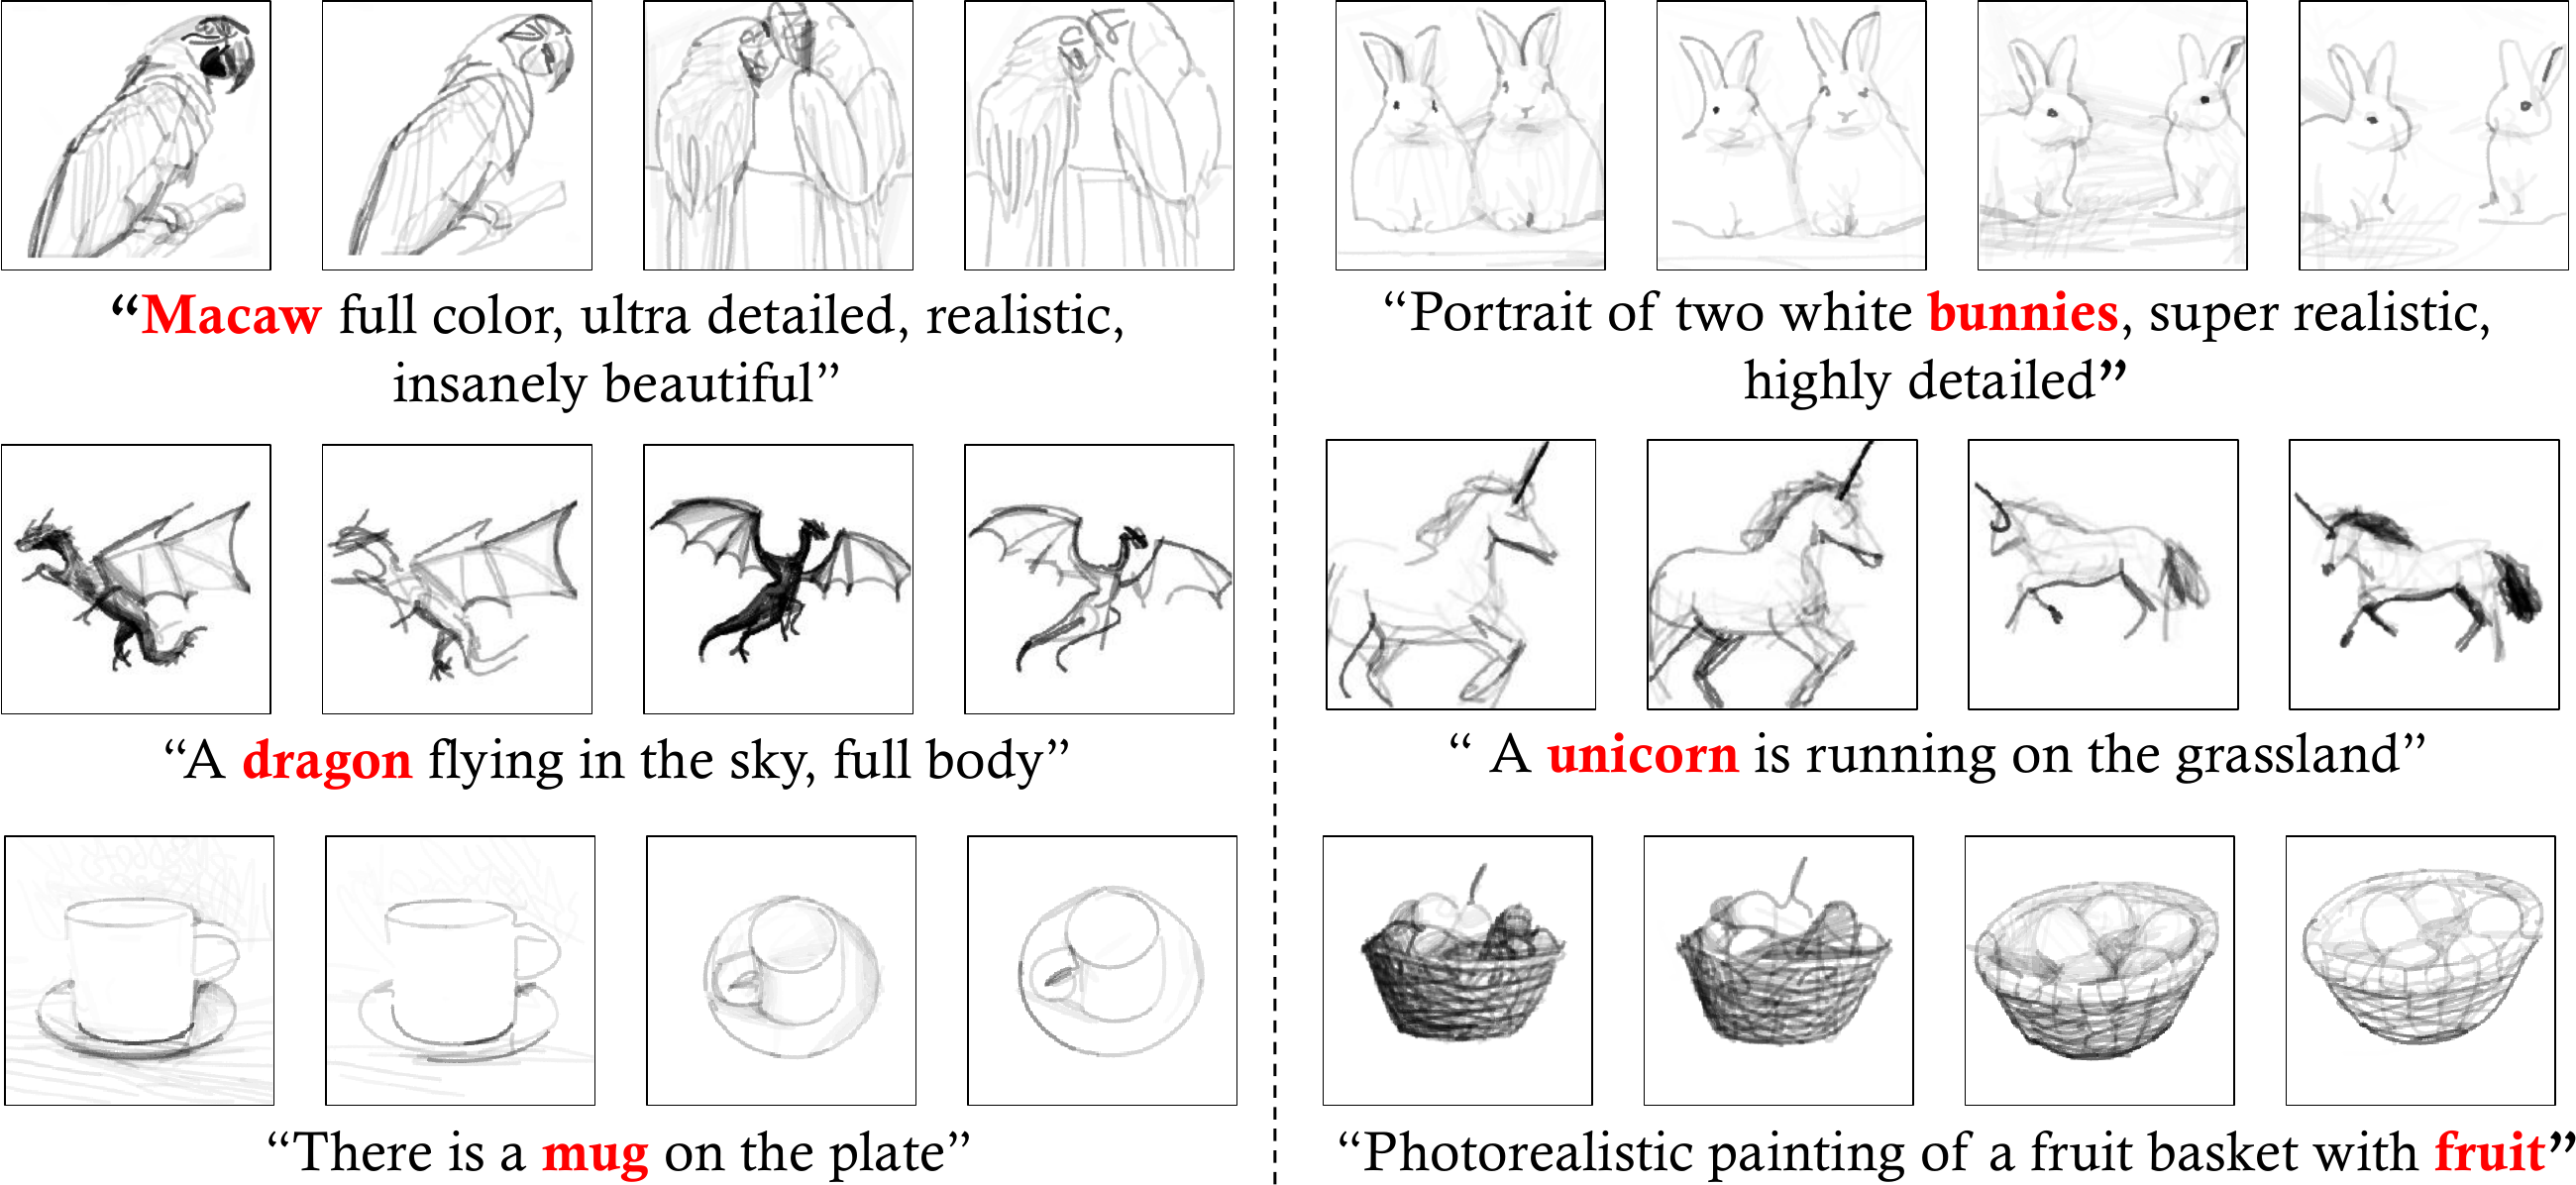 “Macaw full color, ultra detailed, realistic,
insanely beautiful”
“Portrait of two white bunnies, super realistic,
highly detailed”
“A dragon flying in the sky, full body”
“ A unicorn is running on the grassland”
“There is a mug on the plate”
“Photorealistic painting of a fruit basket with fruit”